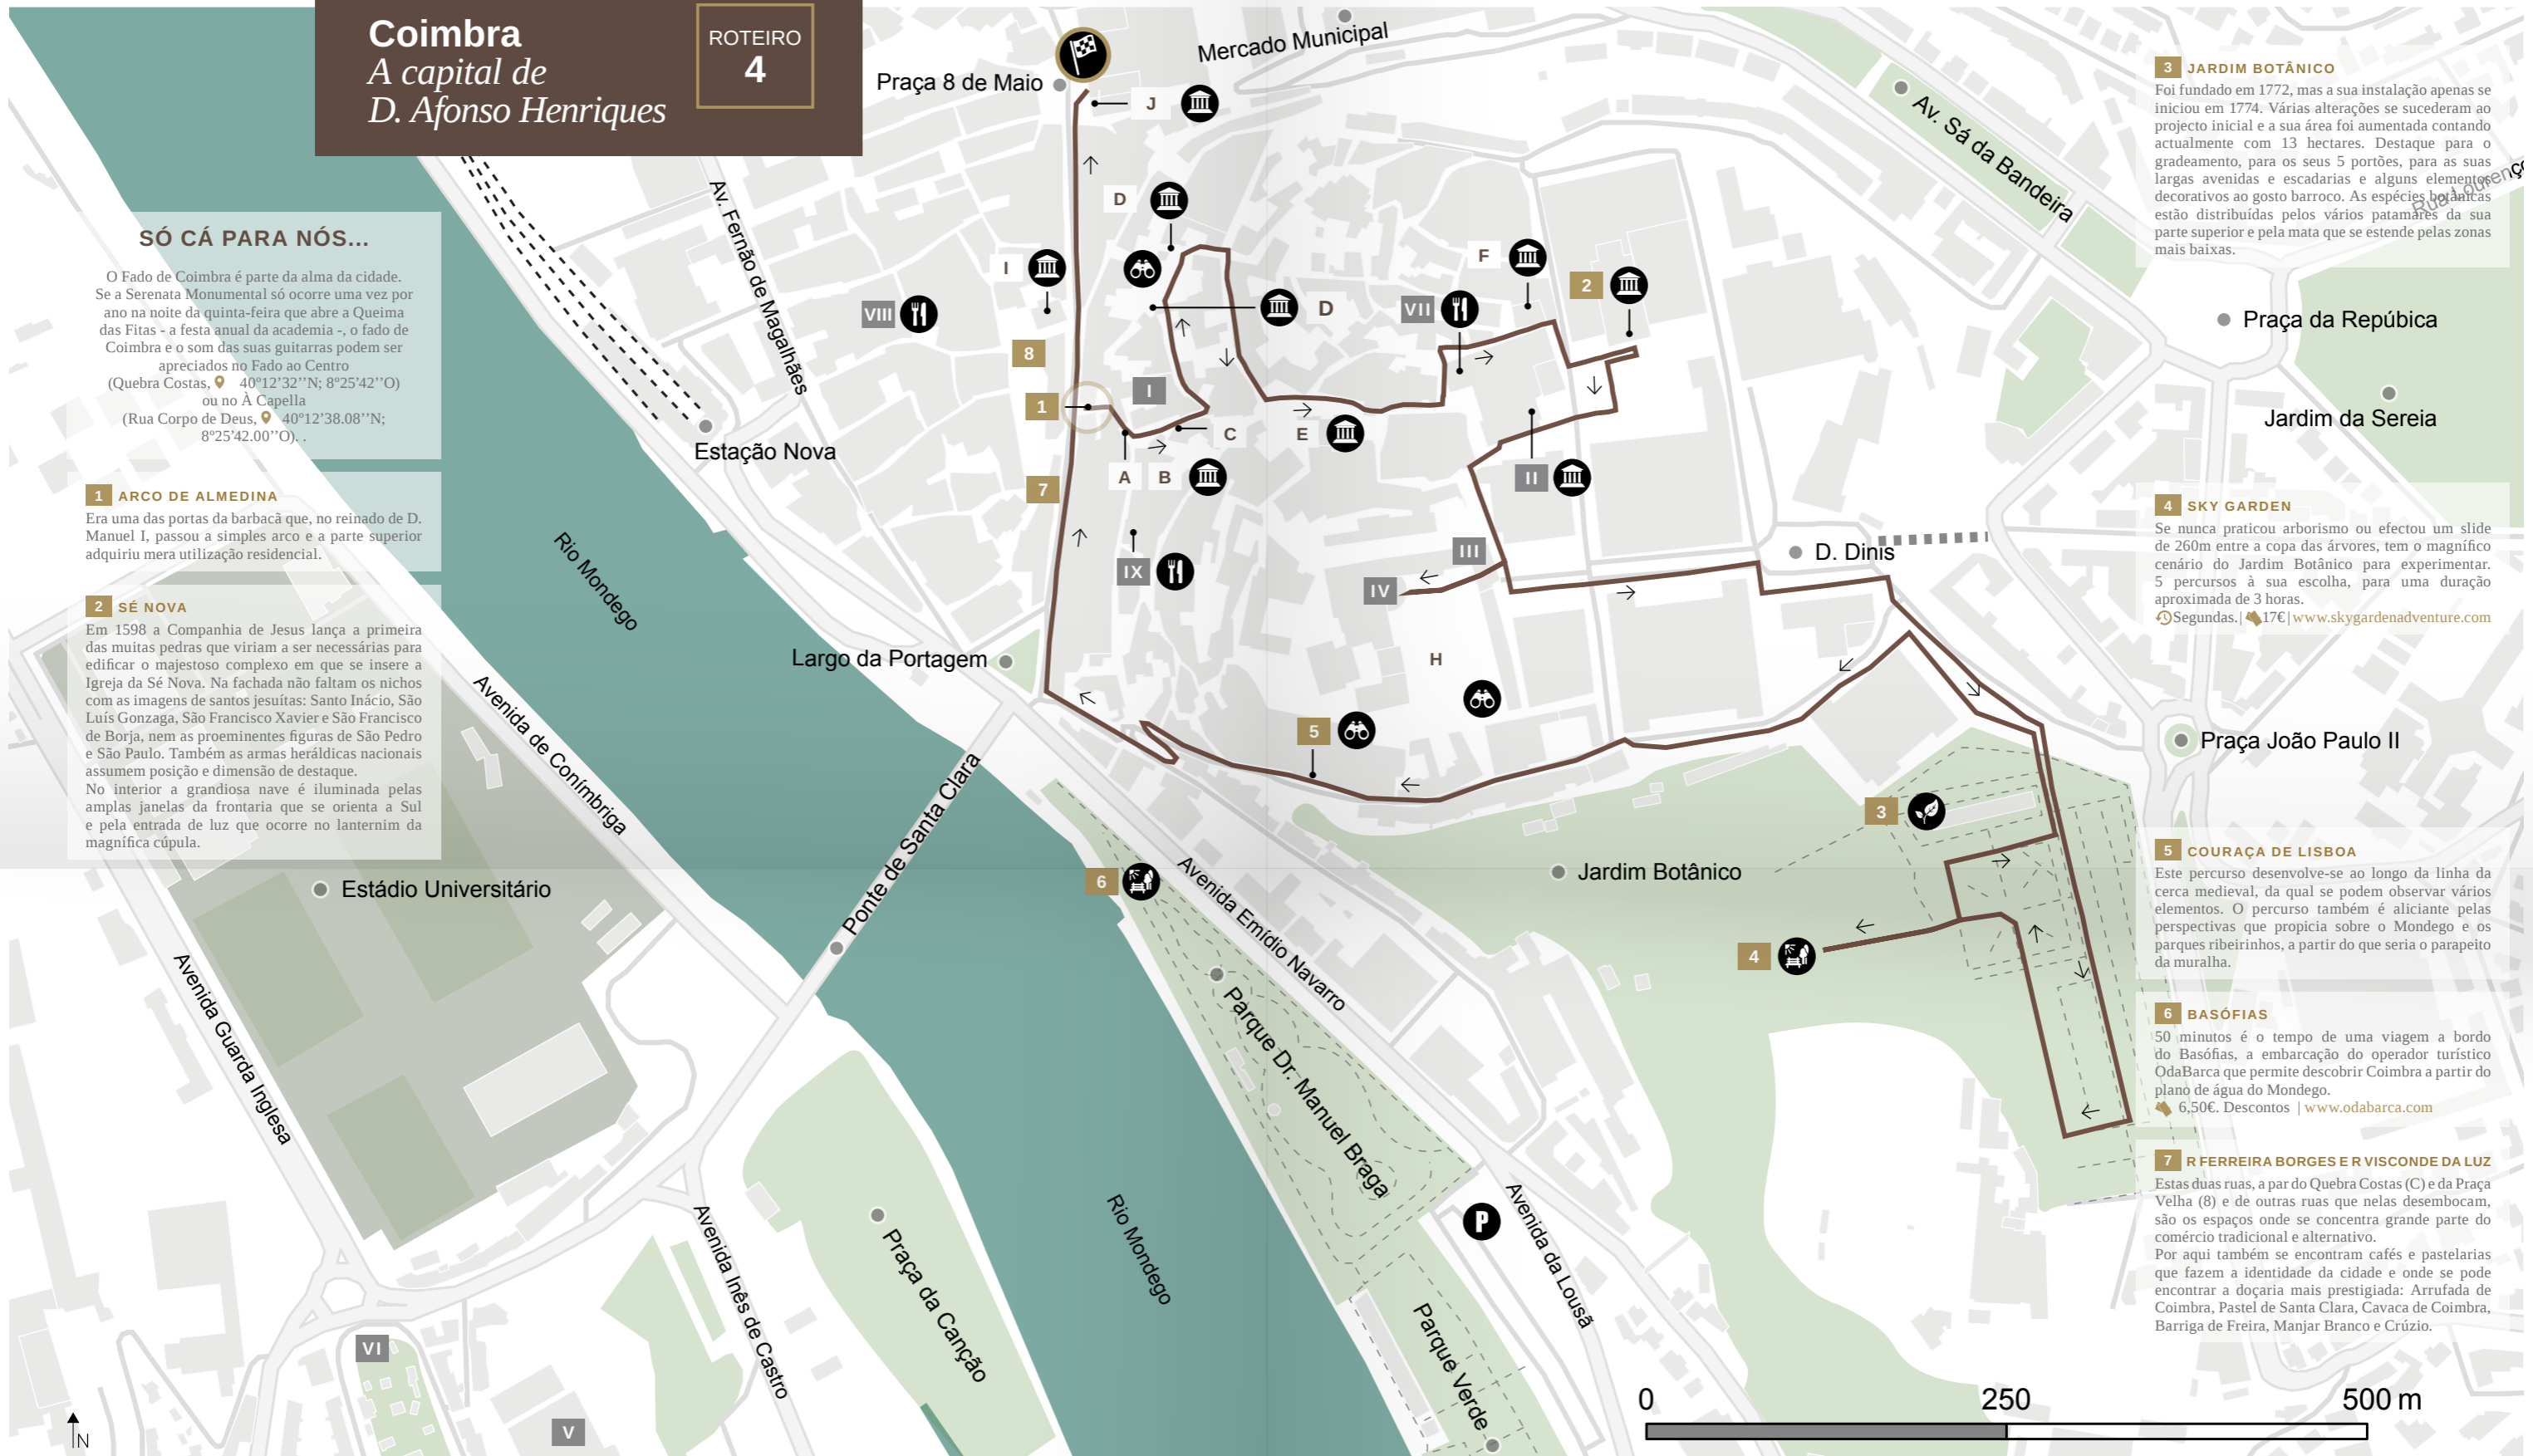 Coimbra
A capital de
D. Afonso Henriques
ROTEIRO
4
SÓ CÁ PARA NÓS...
O Fado de Coimbra é parte da alma da cidade.
Se a Serenata Monumental só ocorre uma vez por
ano na noite da quinta-feira que abre a Queima
das Fitas - a festa anual da academia -, o fado de
Coimbra e o som das suas guitarras podem ser
apreciados no Fado ao Centro
(Quebra Costas, 40º12'32''N; 8º25'42''O)
ou no À Capella
(Rua Corpo de Deus, 40º12'38.08''N;
8º25'42.00''O). .
1 ARCO DE ALMEDINA
Era uma das portas da barbacã que, no reinado de D.
Manuel I, passou a simples arco e a parte superior
adquiriu mera utilização residencial.
2 SÉ NOVA
Em 1598 a Companhia de Jesus lança a primeira
das muitas pedras que viriam a ser necessárias para
edificar o majestoso complexo em que se insere a
Igreja da Sé Nova. Na fachada não faltam os nichos
com as imagens de santos jesuítas: Santo Inácio, São
Luís Gonzaga, São Francisco Xavier e São Francisco
de Borja, nem as proeminentes figuras de São Pedro
e São Paulo. Também as armas heráldicas nacionais
assumem posição e dimensão de destaque.
No interior a grandiosa nave é iluminada pelas
amplas janelas da frontaria que se orienta a Sul
e pela entrada de luz que ocorre no lanternim da
magnífica cúpula.
Praça 8 de Maio
Mercado Municipal
J
D
I
D
F
2
VII
VIII
8
I
1
C
E
A
B
7
II
IX
III
IV
H
5
3
4
6
P
VI
V
Av. Fernão de Magalhães
Estação Nova
Rio Mondego
Largo da Portagem
Avenida de Conímbriga
Ponte de Santa Clara
Estádio Universitário
Avenida Guarda Inglesa
Avenida Inês de Castro
Praça da Canção
Rio Mondego
Avenida Emídio Navarro
Parque Dr. Manuel Braga
Avenida da Lousã
Parque Verde
Jardim Botânico
D. Dinis
Av. Sá da Bandeira
Rua Lourenço
Praça da Repúbica
Jardim da Sereia
Praça João Paulo II
3 JARDIM BOTÂNICO
Foi fundado em 1772, mas a sua instalação apenas se
iniciou em 1774. Várias alterações se sucederam ao
projecto inicial e a sua área foi aumentada contando
actualmente com 13 hectares. Destaque para o
gradeamento, para os seus 5 portões, para as suas
largas avenidas e escadarias e alguns elementos
decorativos ao gosto barroco. As espécies botânicas
estão distribuídas pelos vários patamares da sua
parte superior e pela mata que se estende pelas zonas
mais baixas.
4 SKY GARDEN
Se nunca praticou arborismo ou efectou um slide
de 260m entre a copa das árvores, tem o magnífico
cenário do Jardim Botânico para experimentar.
5 percursos à sua escolha, para uma duração
aproximada de 3 horas.
Segundas. | 17€ | www.skygardenadventure.com
5 COURAÇA DE LISBOA
Este percurso desenvolve-se ao longo da linha da
cerca medieval, da qual se podem observar vários
elementos. O percurso também é aliciante pelas
perspectivas que propicia sobre o Mondego e os
parques ribeirinhos, a partir do que seria o parapeito
da muralha.
6 BASÓFIAS
50 minutos é o tempo de uma viagem a bordo
do Basófias, a embarcação do operador turístico
OdaBarca que permite descobrir Coimbra a partir do
plano de água do Mondego.
6,50€. Descontos | www.odabarca.com
7 R FERREIRA BORGES E R VISCONDE DA LUZ
Estas duas ruas, a par do Quebra Costas (C) e da Praça
Velha (8) e de outras ruas que nelas desembocam,
são os espaços onde se concentra grande parte do
comércio tradicional e alternativo.
Por aqui também se encontram cafés e pastelarias
que fazem a identidade da cidade e onde se pode
encontrar a doçaria mais prestigiada: Arrufada de
Coimbra, Pastel de Santa Clara, Cavaca de Coimbra,
Barriga de Freira, Manjar Branco e Crúzio.
0 250 500 m
N